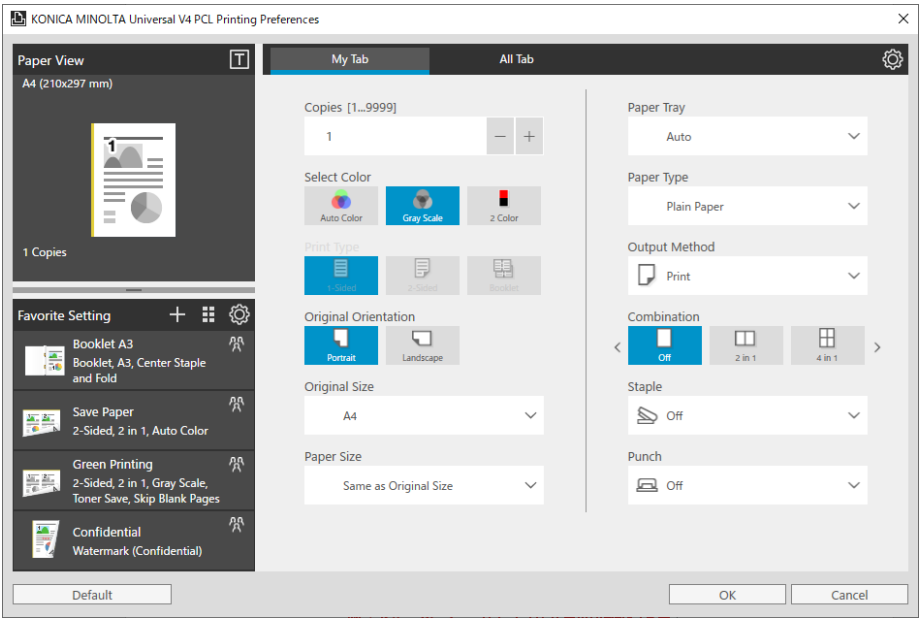 KONICA MINOLTA Universal V4 PCL Printing Preferences
Paper View
T
A4 (210x297 mm)
1
1 Copies
Favorite Setting
Booklet A3
Booklet, A3, Center Staple
and Fold
Save Paper
2-Sided, 2 in 1, Auto Color
Green Printing
2-Sided, 2 in 1, Gray Scale,
Toner Save, Skip Blank Pages
Confidential
Watermark (Confidential)
My Tab
All Tab
Copies [1...9999]
1
Select Color
Auto Color
Gray Scale
2 Color
Print Type
1-Sided
2-Sided
Booklet
Original Orientation
Portrait
Landscape
Original Size
A4
Paper Size
Same as Original Size
Paper Tray
Auto
Paper Type
Plain Paper
Output Method
Print
Combination
Off
2 in 1
4 in 1
Staple
Off
Punch
Off
Default
OK
Cancel